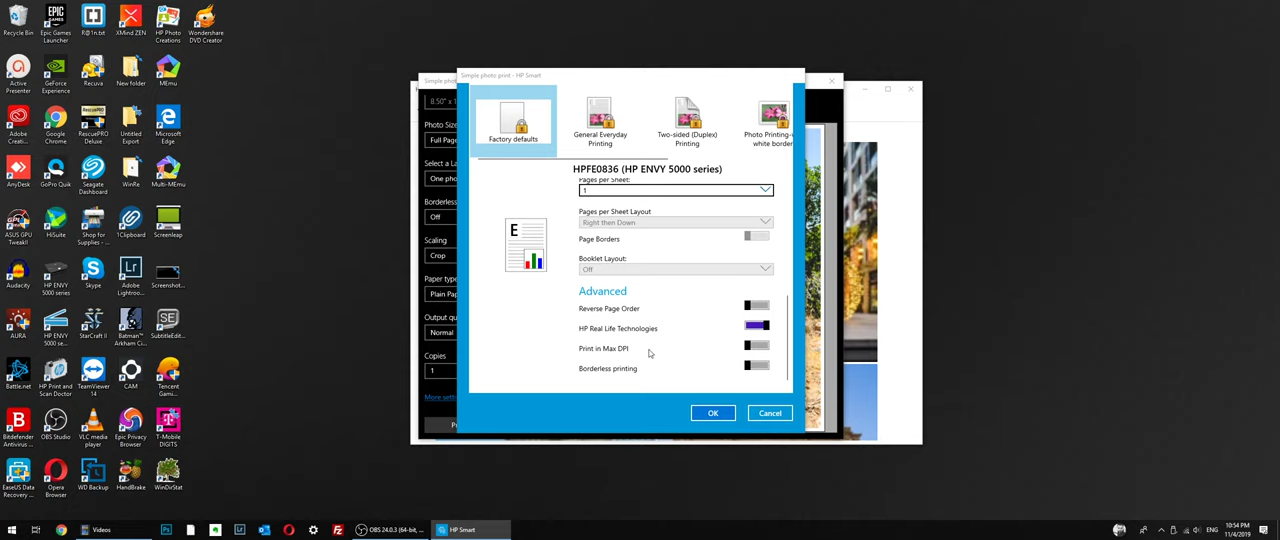 Recycle Bin
Epic Games Launcher
R@1n.txt
XMind ZEN
HP Photo Creations
Wondershare DVD Creator
Active Presenter
GeForce Experience
Recuva
New folder
MEmu
Adobe Creati...
Google Chrome
RescuePRO Deluxe
Untitled Export
Microsoft Edge
AnyDesk
GoPro Quik
Seagate Dashboard
WinRe
Multi-MEmu
ASUS GPU TweakII
HiSuite
Shop for Supplies - ...
1Clipboard
Screenleap
Audacity
HP ENVY 5000 series
Skype
Adobe Lightroo...
Screenshot...
AURA
HP ENVY 5000 se...
StarCraft II
Batman™ Arkham Ci...
SubtitleEdit...
Battle.net
HP Print and Scan Doctor
TeamViewer 14
CAM
Tencent Gami...
Bitdefender Antivirus ...
OBS Studio
VLC media player
Epic Privacy Browser
T-Mobile DIGITS
EaseUS Data Recovery ...
Opera Browser
WD Backup
HandBrake
WinDirStat
Simple pho
8.50" x 1
Photo Size
Full Page
Select a La
One pho
Borderless
Off
Scaling
Crop
Paper type
Plain Pap
Output qu
Normal
Copies
1
More setti
Simple photo print - HP Smart
Factory defaults
General Everyday Printing
Two-sided (Duplex) Printing
Photo Printing-
white border
HPFE0836 (HP ENVY 5000 series)
Pages per Sheet:
1
Pages per Sheet Layout
Right then Down
Page Borders
Booklet Layout:
Off
E
Advanced
Reverse Page Order
HP Real Life Technologies
Print in Max DPI
Borderless printing
OK
Cancel
Videos
OBS 24.0.3 (64-bit, ...
HP Smart
ENG
10:54 PM
11/4/2019